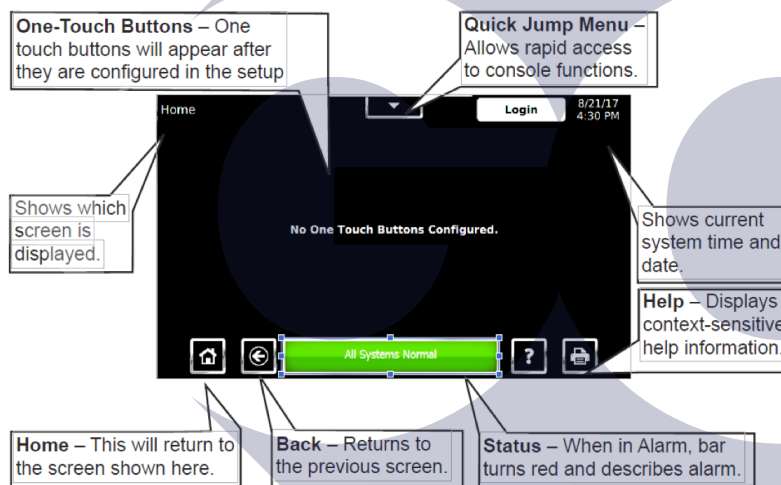 One-Touch Buttons – One
touch buttons will appear after
they are configured in the setup
Quick Jump Menu –
Allows rapid access
to console functions.
Home
Login
8/21/17
4:30 PM
Shows which
screen is
displayed.
No One Touch Buttons Configured.
Shows current
system time and
date.
Help – Displays
context-sensitive
help information.
All Systems Normal
?
Home – This will return to
the screen shown here.
Back – Returns to
the previous screen.
Status – When in Alarm, bar
turns red and describes alarm.